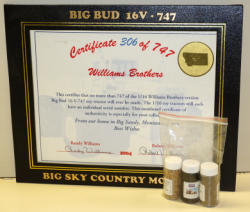 BIG BUD 16V - 747
Certificate 306 of 747
Williams Brothers
This certifies that no more than 747 of the 1/16 Williams Brothers version
Big Bud 16-V-747 toy tractor will ever be made. The 1/16 toy tractors will each
have an individual serial number. This numbered certificate
of authenticity is especially for your collection
From our home in Big Sandy, Montana
Best Wishes
Randy Williams
Robert
2004
BIG SKY COUNTRY MO